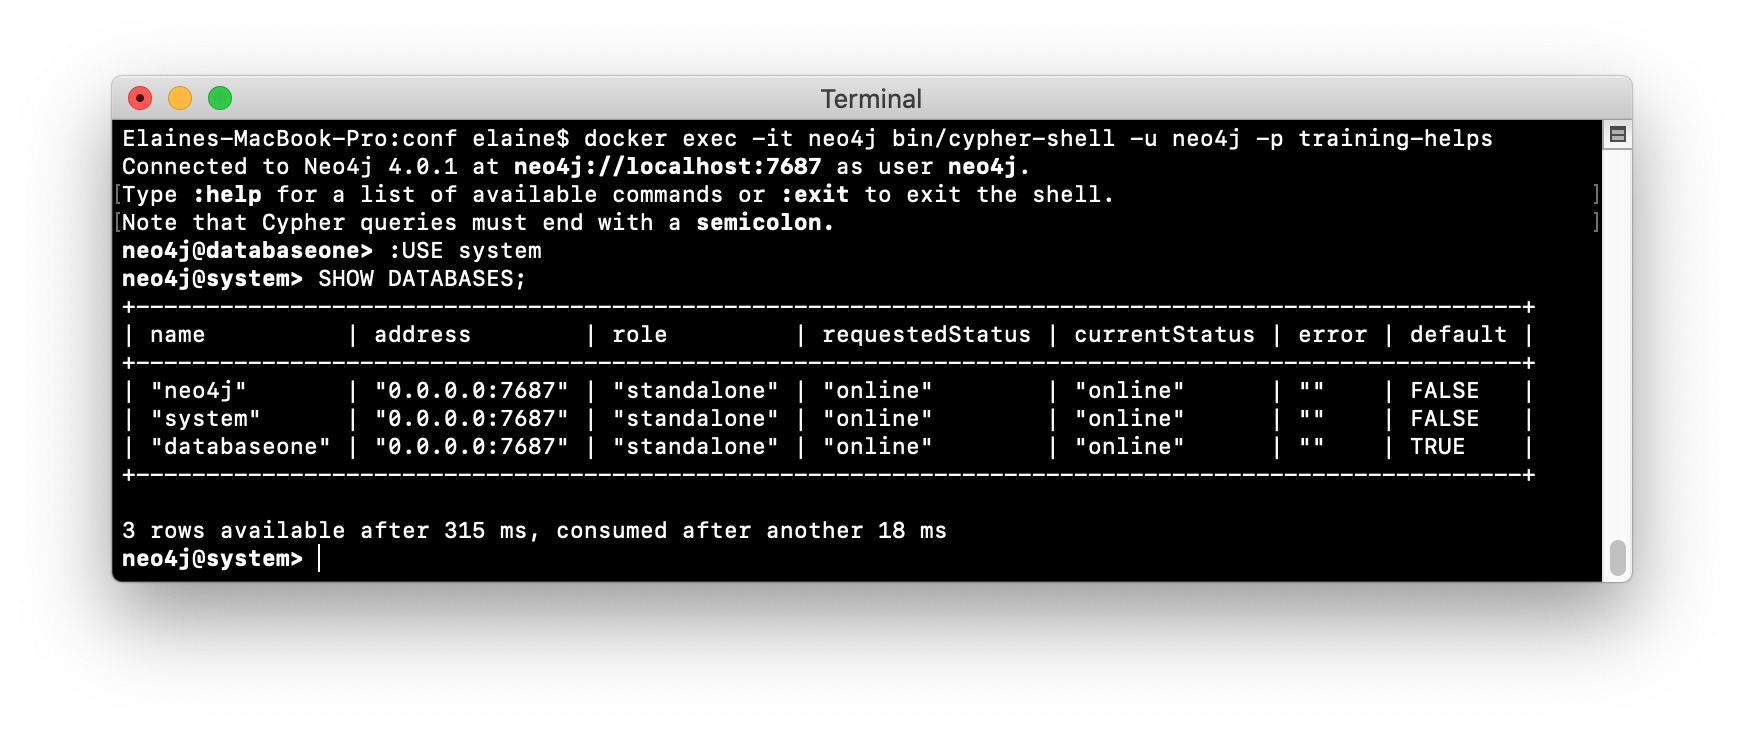 Terminal
Elaines-MacBook-Pro:conf elaine$ docker exec -it neo4j bin/cypher-shell -u neo4j -p training-helps
Connected to Neo4j 4.0.1 at neo4j://localhost:7687 as user neo4j.
[Type :help for a list of available commands or :exit to exit the shell. ]
[Note that Cypher queries must end with a semicolon. ]
neo4j@databaseone> :USE system
neo4j@system> SHOW DATABASES;
+----------------------------------------------------------------------------------------------------+
| name          | address        | role         | requestedStatus | currentStatus | error | default |
+----------------------------------------------------------------------------------------------------+
| "neo4j"       | "0.0.0.0:7687" | "standalone" | "online"        | "online"      | ""    | FALSE   |
| "system"      | "0.0.0.0:7687" | "standalone" | "online"        | "online"      | ""    | FALSE   |
| "databaseone" | "0.0.0.0:7687" | "standalone" | "online"        | "online"      | ""    | TRUE    |
+----------------------------------------------------------------------------------------------------+
3 rows available after 315 ms, consumed after another 18 ms
neo4j@system>